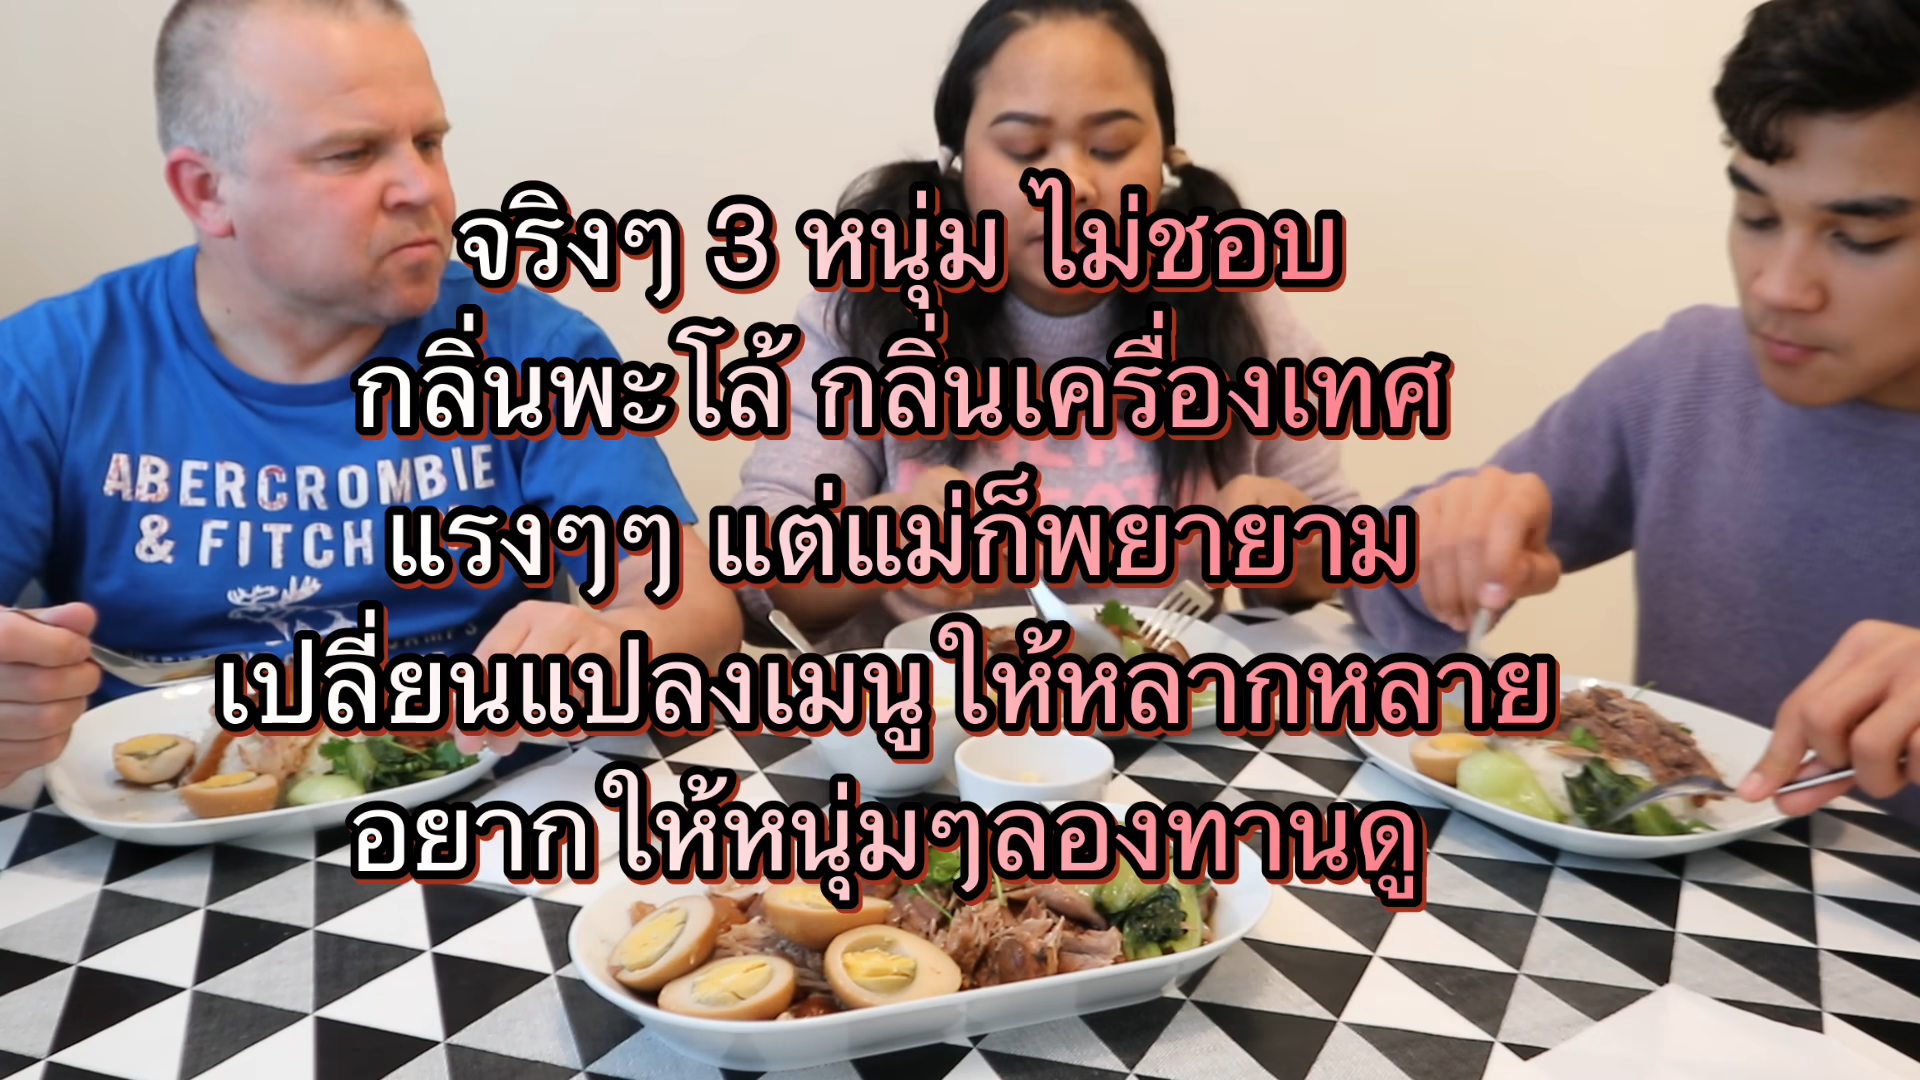 จริงๆ 3 หนุ่ม ไม่ชอบ
กลิ่นพะโล้ กลิ่นเครื่องเทศ
แรงๆๆ แต่แม่ก็พยายาม
เปลี่ยนแปลงเมนูให้หลากหลาย
อยากให้หนุ่มๆลองทานดู
ABERCROMBIE
& FITCH